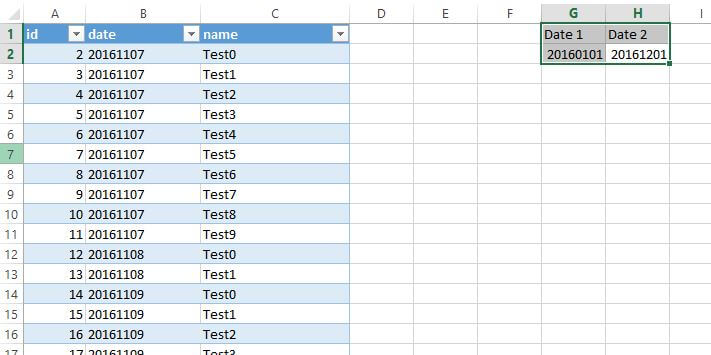 A B C D E F G H I
1 id date name Date 1 Date 2
2 2 20161107 Test0 20160101 20161201
3 3 20161107 Test1
4 4 20161107 Test2
5 5 20161107 Test3
6 6 20161107 Test4
7 7 20161107 Test5
8 8 20161107 Test6
9 9 20161107 Test7
10 10 20161107 Test8
11 11 20161107 Test9
12 12 20161108 Test0
13 13 20161108 Test1
14 14 20161109 Test0
15 15 20161109 Test1
16 16 20161109 Test2
17 17 20161109 Test3